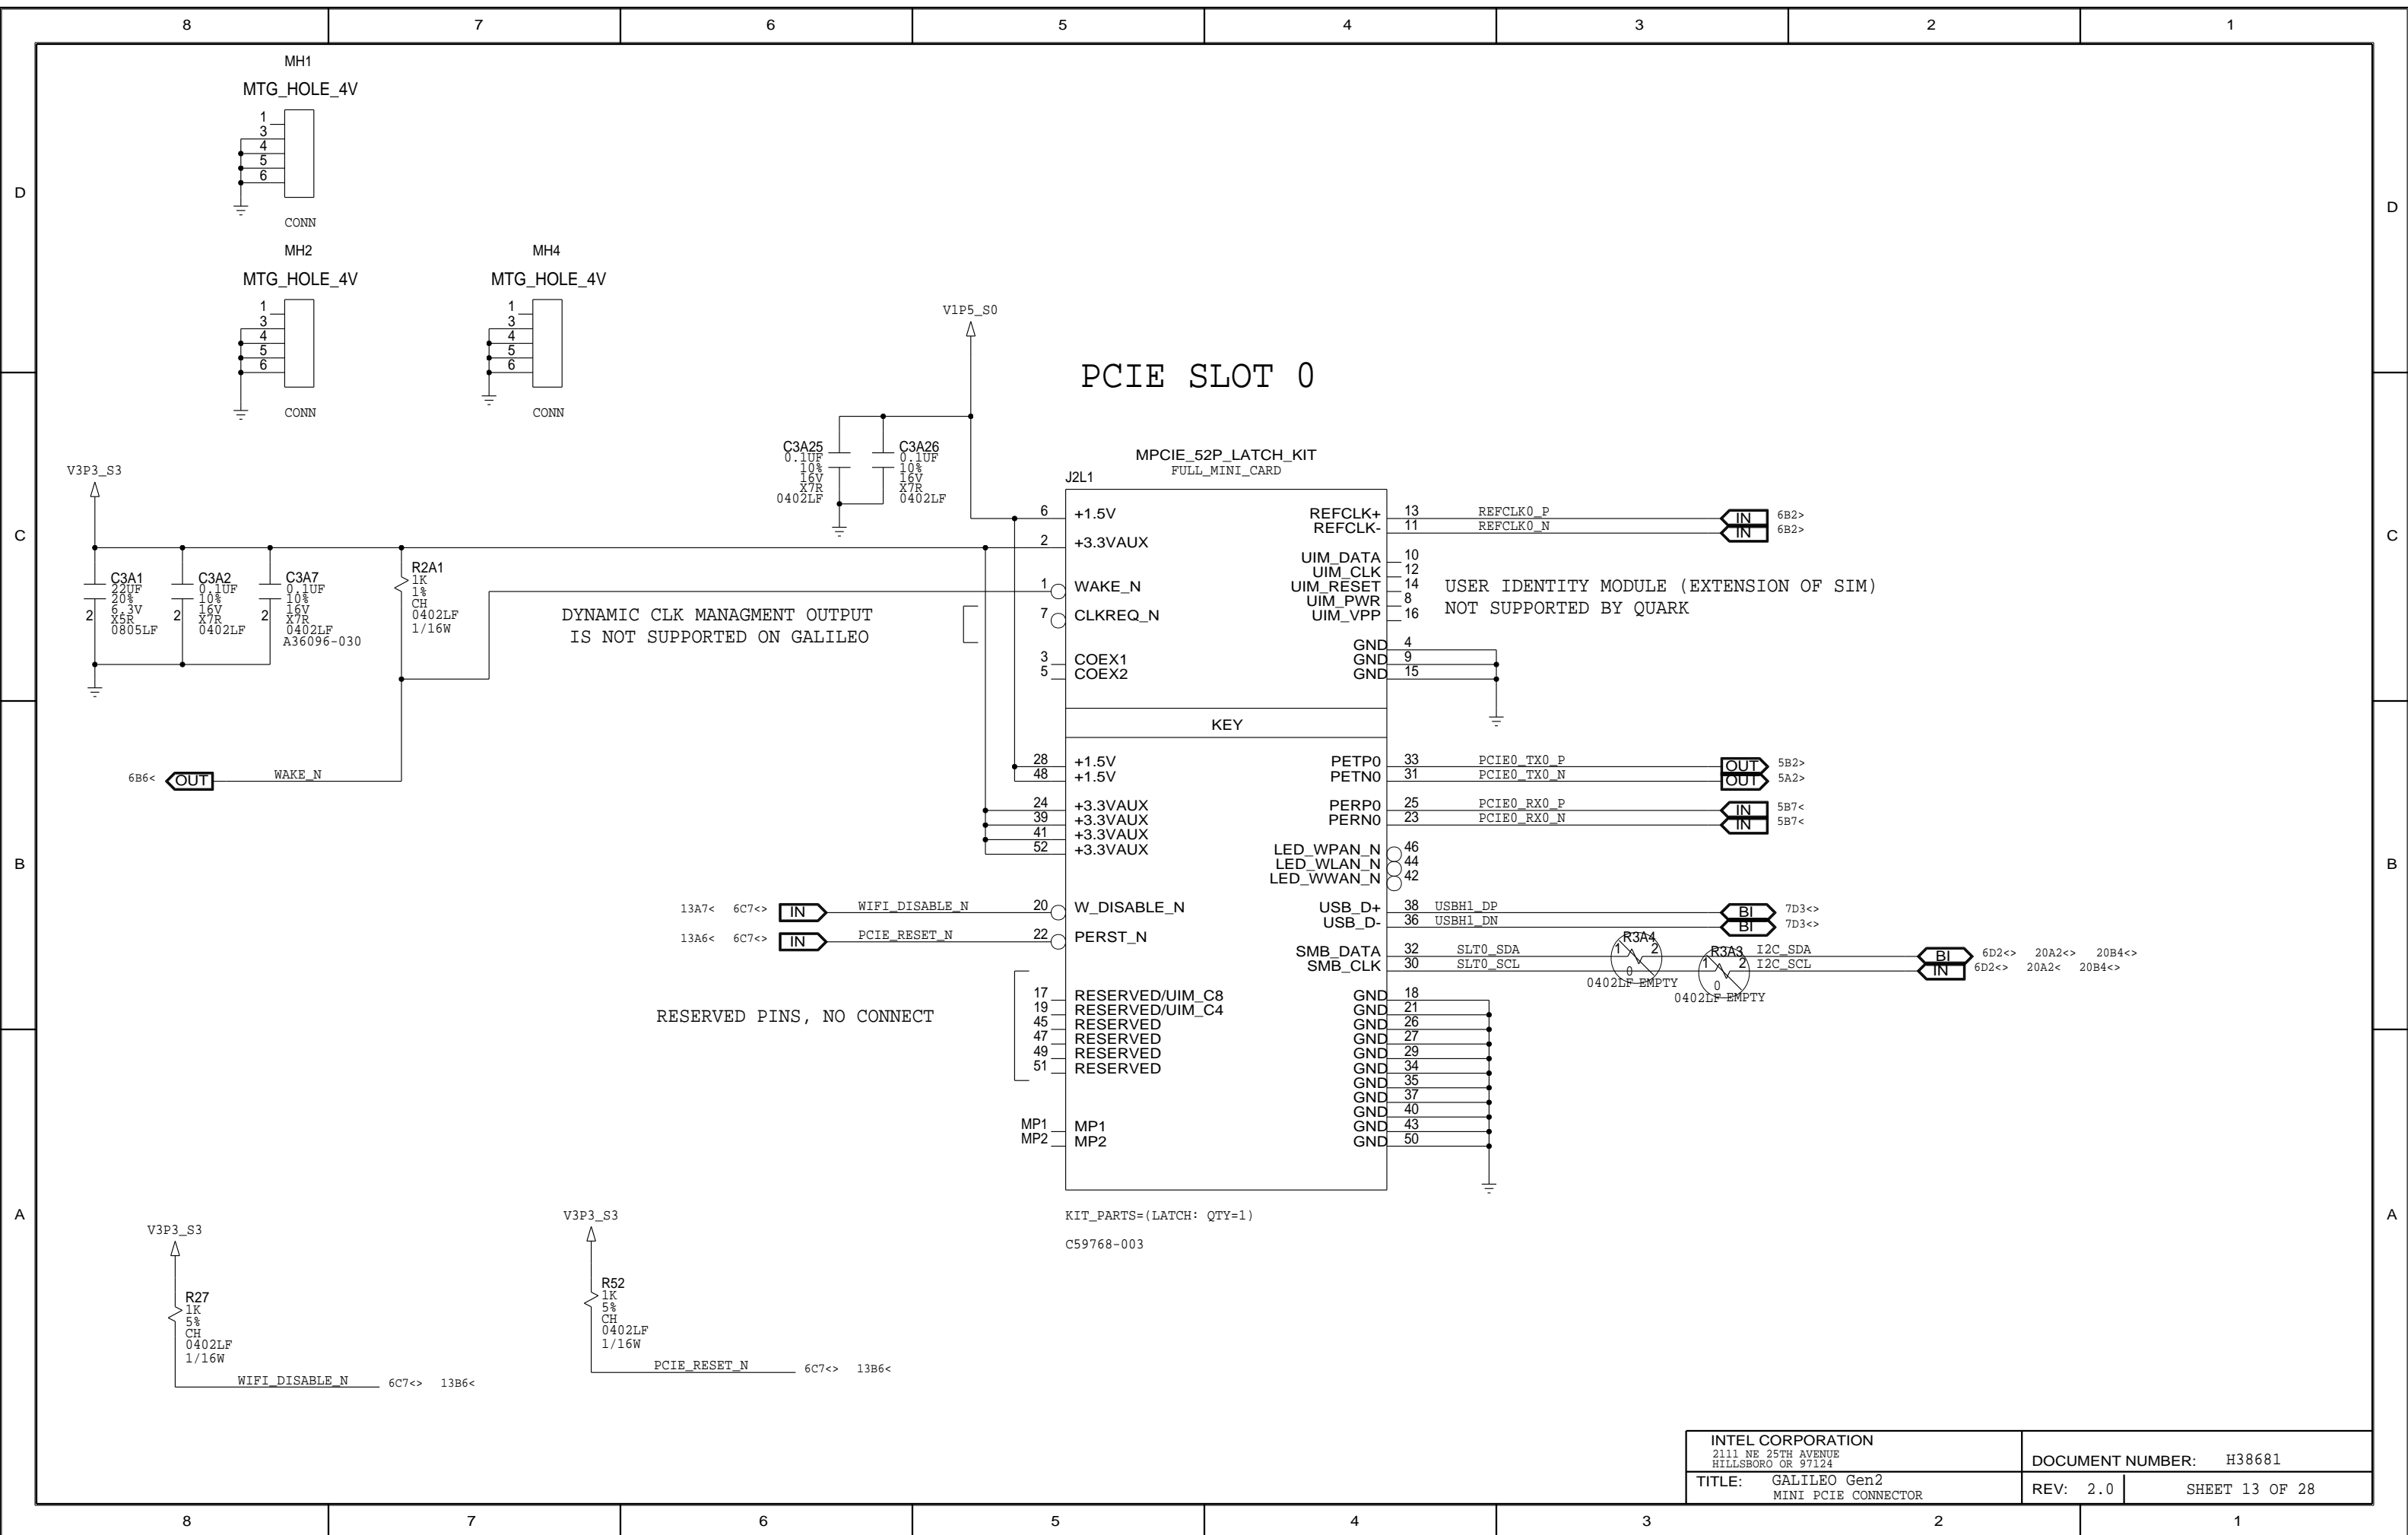 8 7 6 5 4 3 2 1
D
D
C
C
B
B
A
A
MH1
MTG_HOLE_4V
1
3
4
5
6
CONN
MH2
MTG_HOLE_4V
1
3
4
5
6
CONN
MH4
MTG_HOLE_4V
1
3
4
5
6
CONN
V1P5_S0
PCIE SLOT 0
C3A25
0.1UF
10%
16V
X7R
0402LF
C3A26
0.1UF
10%
16V
X7R
0402LF
V3P3_S3
C3A1
22UF
20%
6.3V
2
X5R
0805LF
C3A2
0.1UF
10%
16V
2
X7R
0402LF
C3A7
0.1UF
10%
16V
2
X7R
0402LF
A36096-030
R2A1
1K
1%
CH
0402LF
1/16W
DYNAMIC CLK MANAGMENT OUTPUT
IS NOT SUPPORTED ON GALILEO
6B6< OUT WAKE_N
MPCIE_52P_LATCH_KIT
FULL_MINI_CARD
J2L1
6 +1.5V
2 +3.3VAUX
1 WAKE_N
7 CLKREQ_N
3 COEX1
5 COEX2
REFCLK+ 13 REFCLK0_P IN 6B2>
REFCLK- 11 REFCLK0_N IN 6B2>
UIM_DATA 10
UIM_CLK 12
UIM_RESET 14
UIM_PWR 8
UIM_VPP 16
USER IDENTITY MODULE (EXTENSION OF SIM)
NOT SUPPORTED BY QUARK
GND 4
GND 9
GND 15
KEY
28 +1.5V
48 +1.5V
24 +3.3VAUX
39 +3.3VAUX
41 +3.3VAUX
52 +3.3VAUX
13A7< 6C7<> IN WIFI_DISABLE_N 20 W_DISABLE_N
13A6< 6C7<> IN PCIE_RESET_N 22 PERST_N
RESERVED PINS, NO CONNECT
17 RESERVED/UIM_C8
19 RESERVED/UIM_C4
45 RESERVED
47 RESERVED
49 RESERVED
51 RESERVED
MP1 MP1
MP2 MP2
PETP0 33 PCIE0_TX0_P OUT 5B2>
PETN0 31 PCIE0_TX0_N OUT 5A2>
PERP0 25 PCIE0_RX0_P IN 5B7<
PERN0 23 PCIE0_RX0_N IN 5B7<
LED_WPAN_N 46
LED_WLAN_N 44
LED_WWAN_N 42
USB_D+ 38 USBH1_DP BI 7D3<>
USB_D- 36 USBH1_DN BI 7D3<>
SMB_DATA 32 SLT0_SDA 1 R3A4 2 I2C_SDA BI 6D2<> 20A2<> 20B4<>
SMB_CLK 30 SLT0_SCL 1 R3A3 2 I2C_SCL IN 6D2<> 20A2< 20B4<>
0
0402LF EMPTY
0
0402LF EMPTY
GND 18
GND 21
GND 26
GND 27
GND 29
GND 34
GND 35
GND 37
GND 40
GND 43
GND 50
KIT_PARTS=(LATCH: QTY=1)
C59768-003
V3P3_S3
R27
1K
5%
CH
0402LF
1/16W
WIFI_DISABLE_N 6C7<> 13B6<
V3P3_S3
R52
1K
5%
CH
0402LF
1/16W
PCIE_RESET_N 6C7<> 13B6<
INTEL CORPORATION
2111 NE 25TH AVENUE
HILLSBORO OR 97124
DOCUMENT NUMBER: H38681
TITLE: GALILEO Gen2
MINI PCIE CONNECTOR
REV: 2.0
SHEET 13 OF 28
8 7 6 5 4 3 2 1